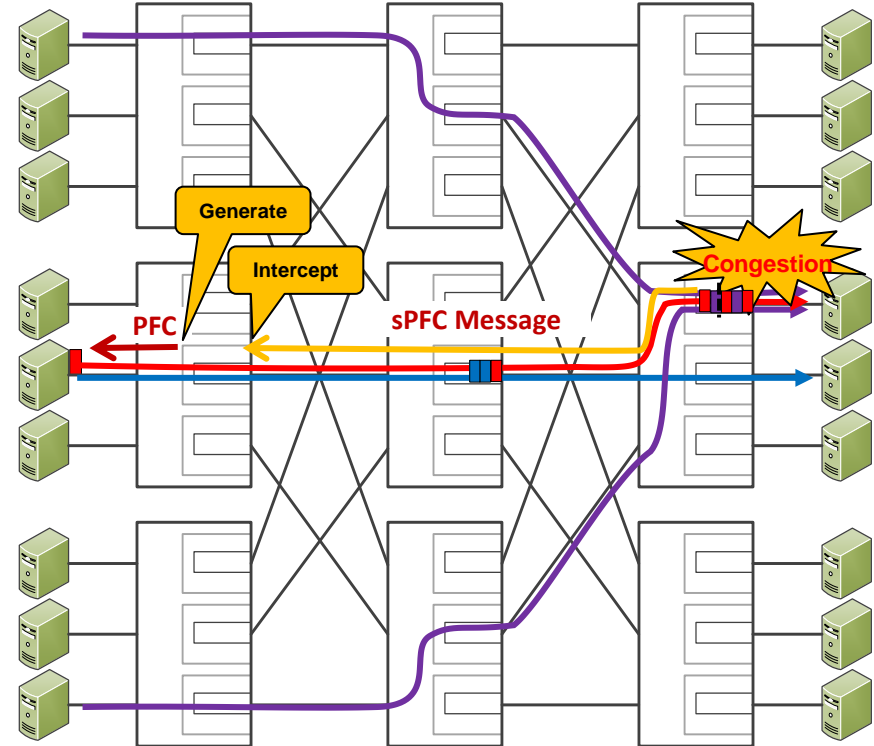 Generate
Congestion
Intercept
PFC
sPFC Message